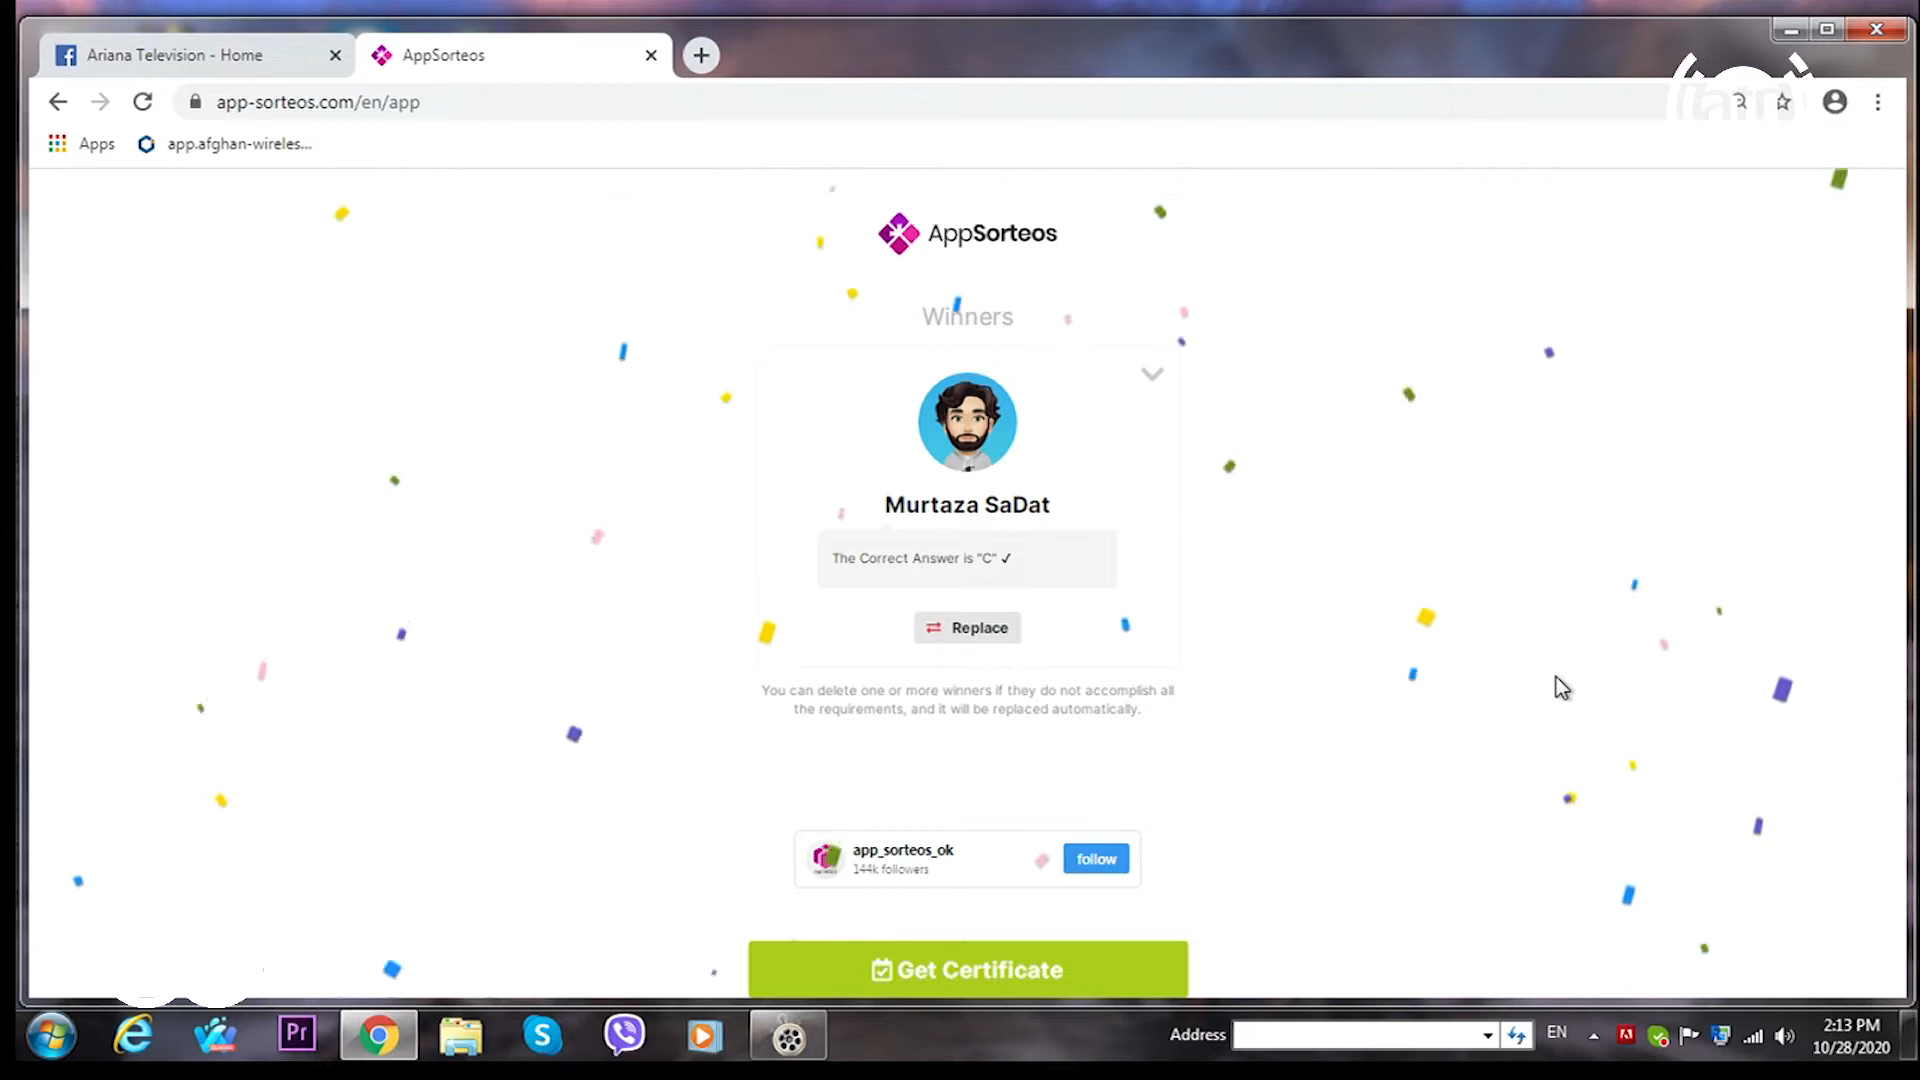 Ariana Television - Home
AppSorteos
app-sorteos.com/en/app
atn
Apps
app.afghan-wireles...
AppSorteos
Winners
Murtaza SaDat
The Correct Answer is "C" ✓
Replace
You can delete one or more winners if they do not accomplish all
the requirements, and it will be replaced automatically.
app_sorteos_ok
144k followers
follow
Get Certificate
Pr
Address
EN
2:13 PM
10/28/2020